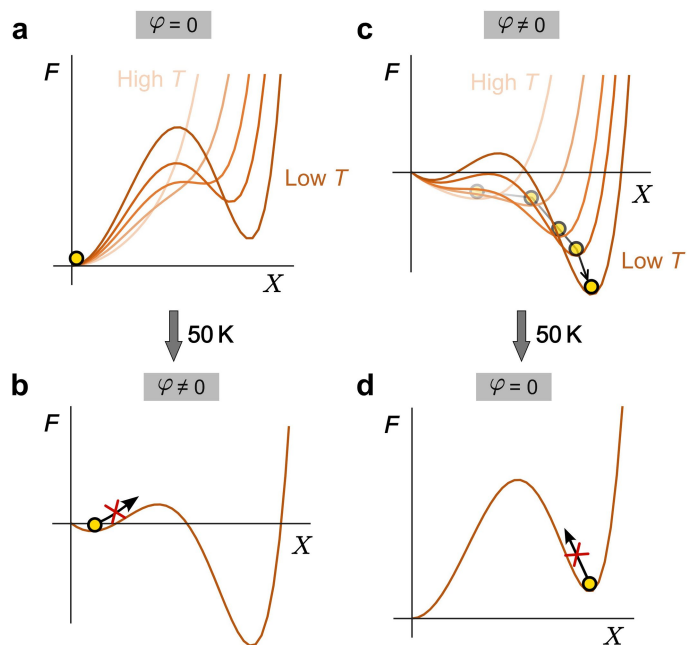 a
φ = 0
F
High T
Low T
X
50 K
b
φ ≠ 0
F
X
c
φ ≠ 0
F
High T
X
Low T
50 K
d
φ = 0
F
X